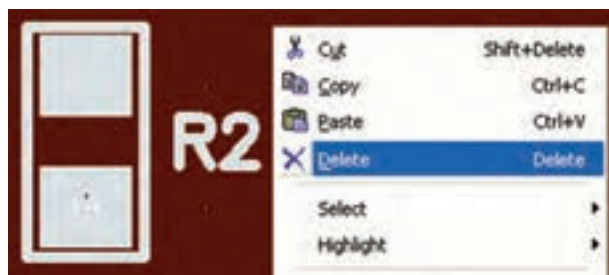 R2
Cut Shift+Delete
Copy Ctrl+C
Paste Ctrl+V
Delete Delete
Select
Highlight